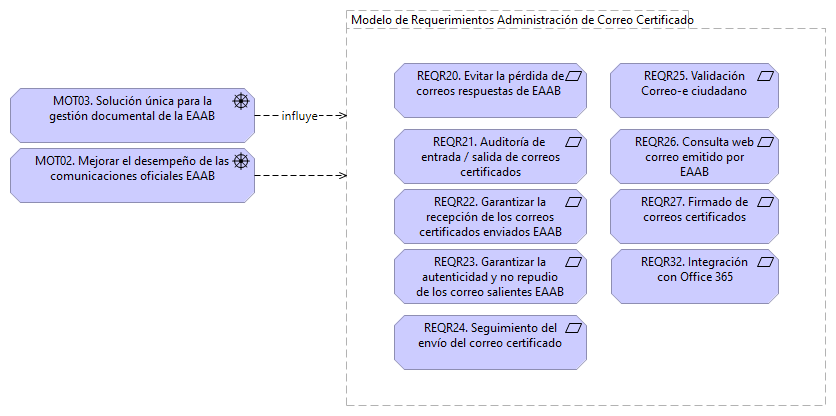 Modelo de Requerimientos Administración de Correo Certificado
MOT03. Solución única para la
gestión documental de la EAAB
influye
MOT02. Mejorar el desempeño de las
comunicaciones oficiales EAAB
REQR20. Evitar la pérdida de
correos respuestas de EAAB
REQR21. Auditoría de
entrada / salida de correos
certificados
REQR22. Garantizar la
recepción de los correos
certificados enviados EAAB
REQR23. Garantizar la
autenticidad y no repudio
de los correo salientes EAAB
REQR24. Seguimiento del
envío del correo certificado
REQR25. Validación
Correo-e ciudadano
REQR26. Consulta web
correo emitido por
EAAB
REQR27. Firmado de
correos certificados
REQR32. Integración
con Office 365